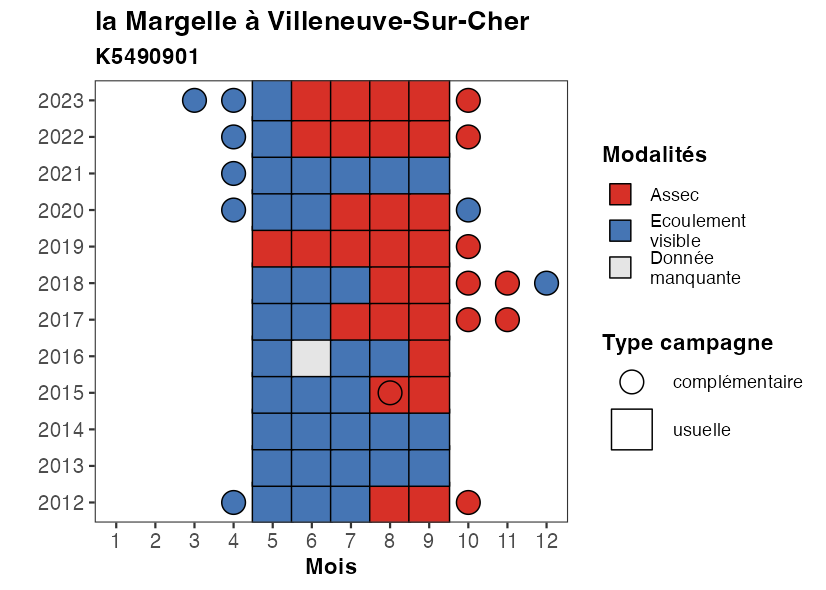 la Margelle à Villeneuve-Sur-Cher
K5490901
2023
2022
2021
2020
2019
2018
2017
2016
2015
2014
2013
2012
1 2 3 4 5 6 7 8 9 10 11 12
Mois
Modalités
Assec
Ecoulement
visible
Donnée
manquante
Type campagne
complémentaire
usuelle